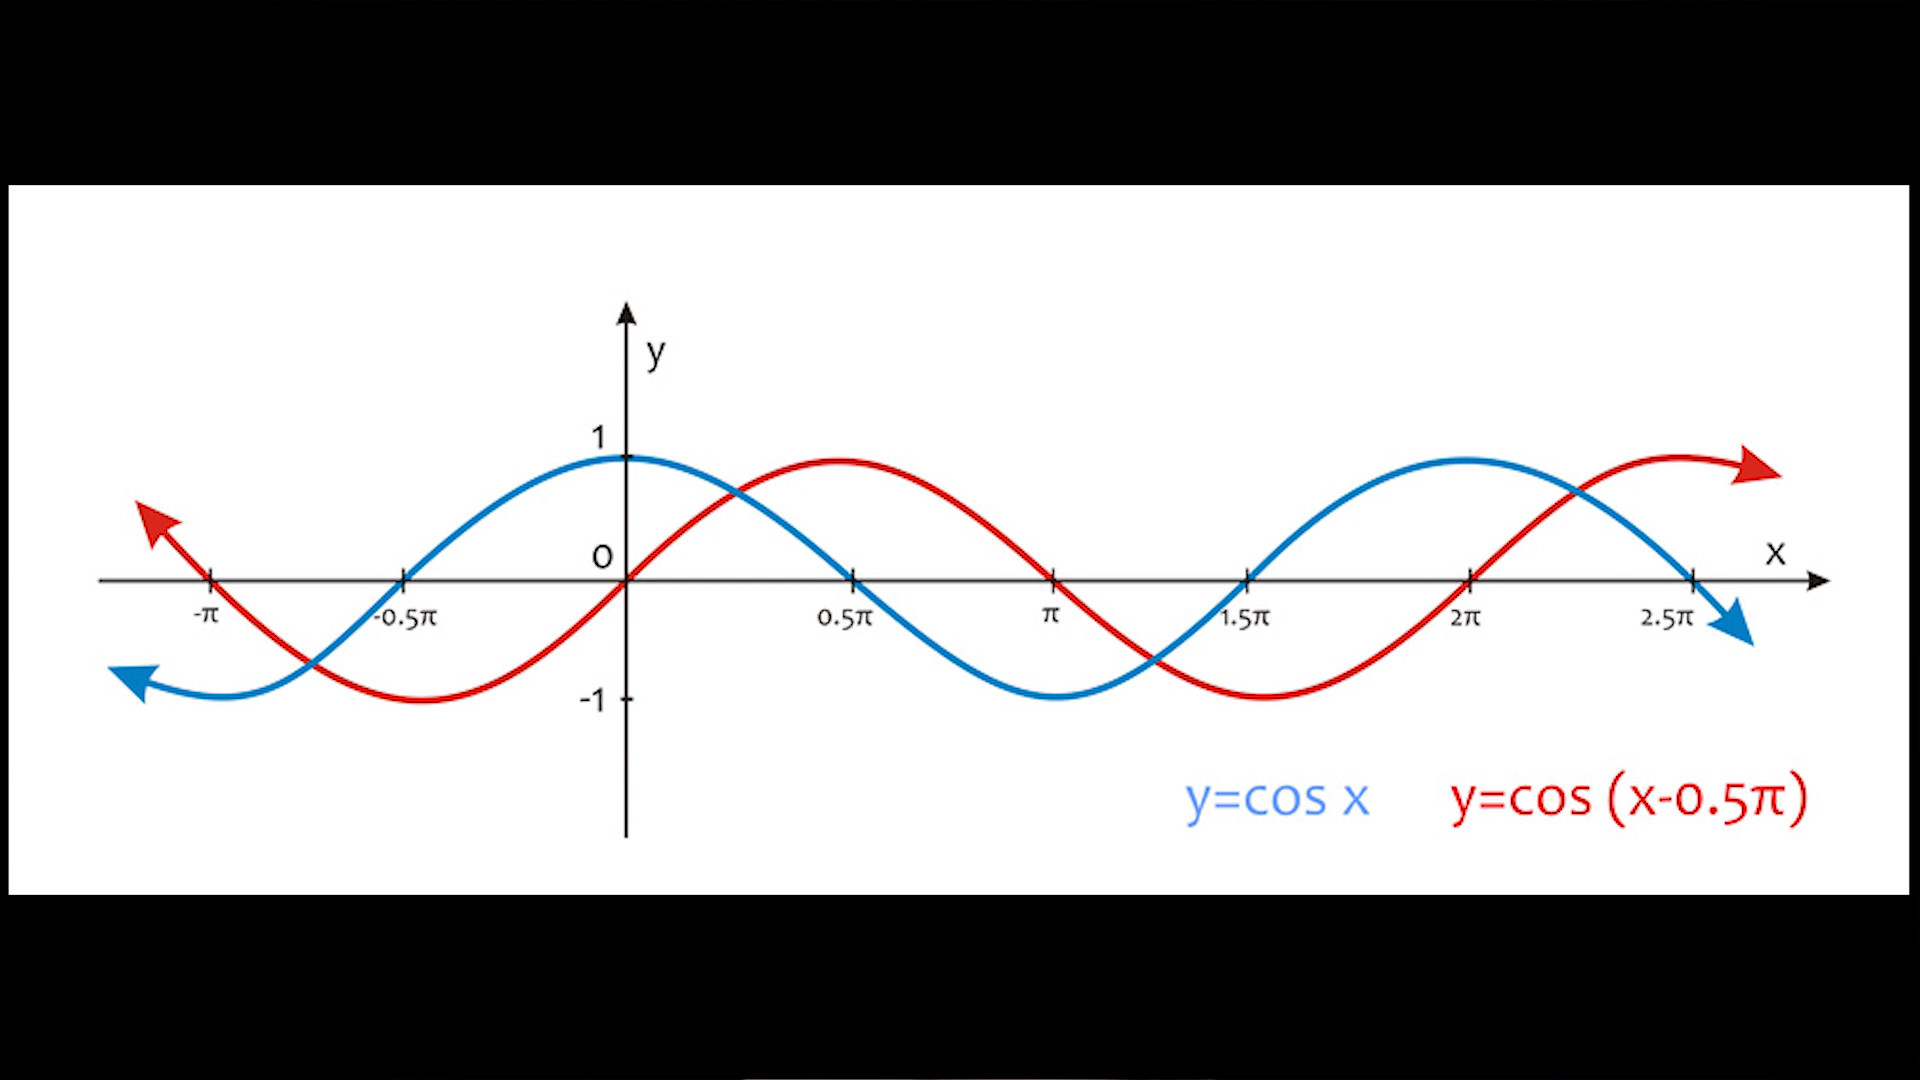 y
1
0
x
-π
-0.5π
0.5π
π
1.5π
2π
2.5π
-1
y=cos x
y=cos (x-0.5π)